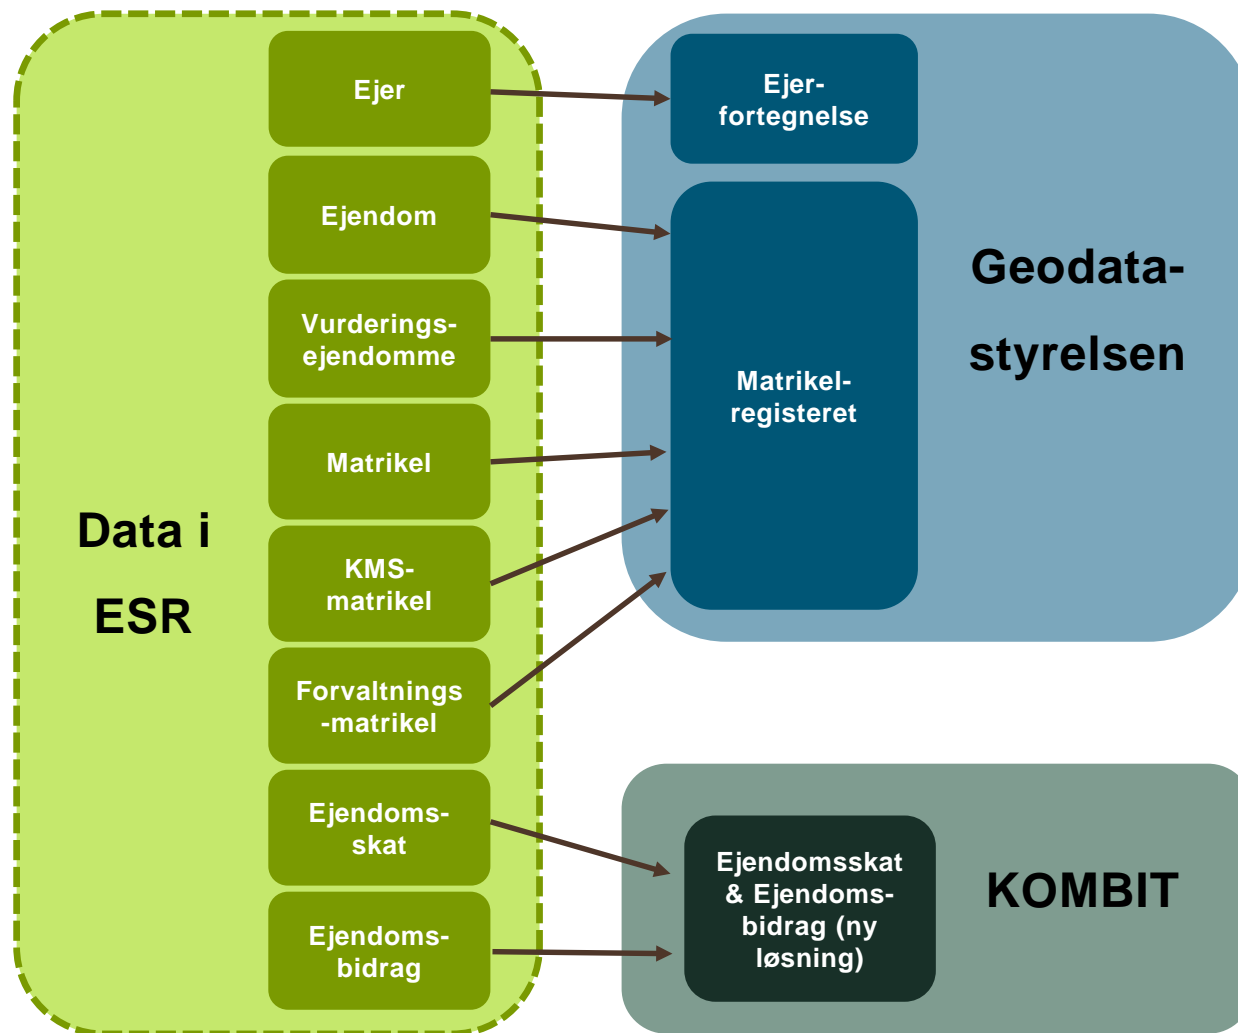 Data i
ESR
Ejer
Ejendom
Vurderings-
ejendomme
Matrikel
KMS-
matrikel
Forvaltnings
-matrikel
Ejendoms-
skat
Ejendoms-
bidrag
Ejer-
fortegnelse
Matrikel-
registeret
Geodata-
styrelsen
Ejendomsskat
& Ejendoms-
bidrag (ny
løsning)
KOMBIT